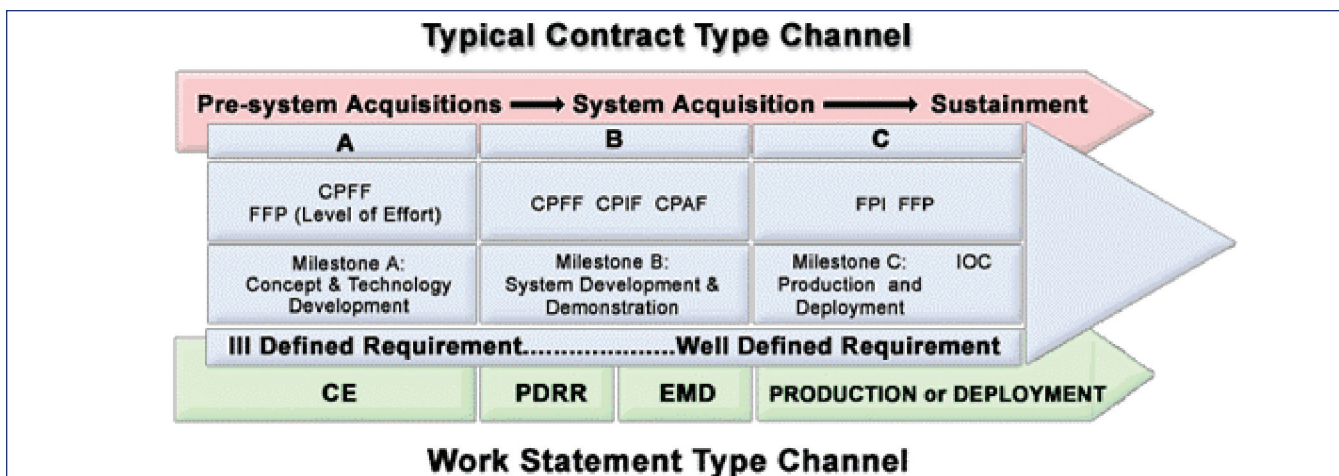 Typical Contract Type Channel
Pre-system Acquisitions → System Acquisition → Sustainment
A B C
CPFF
FFP (Level of Effort)
CPFF CPIF CPAF
FPI FFP
Milestone A:
Concept & Technology
Development
Milestone B:
System Development &
Demonstration
Milestone C: IOC
Production and
Deployment
III Defined Requirement.....................Well Defined Requirement
CE PDRR EMD PRODUCTION or DEPLOYMENT
Work Statement Type Channel